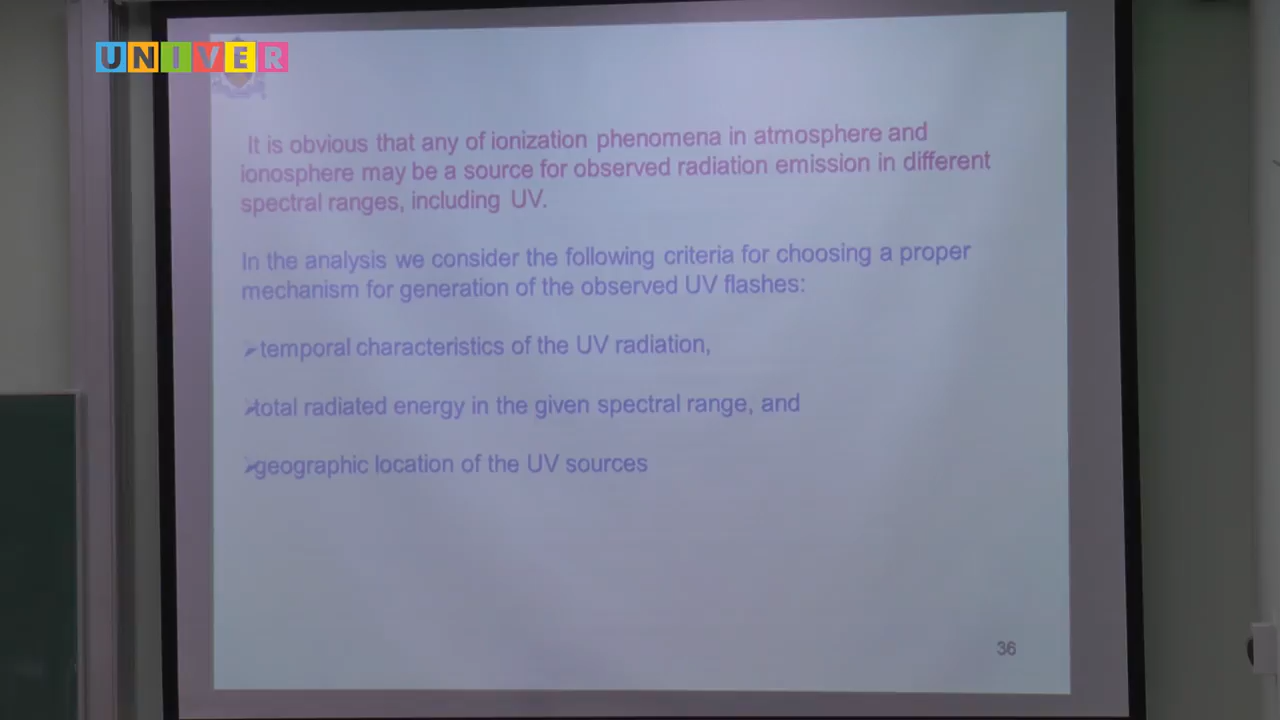 UNIVER
It is obvious that any of ionization phenomena in atmosphere and
ionosphere may be a source for observed radiation emission in different
spectral ranges, including UV.
In the analysis we consider the following criteria for choosing a proper
mechanism for generation of the observed UV flashes:
➢temporal characteristics of the UV radiation,
➢total radiated energy in the given spectral range, and
➢geographic location of the UV sources
36